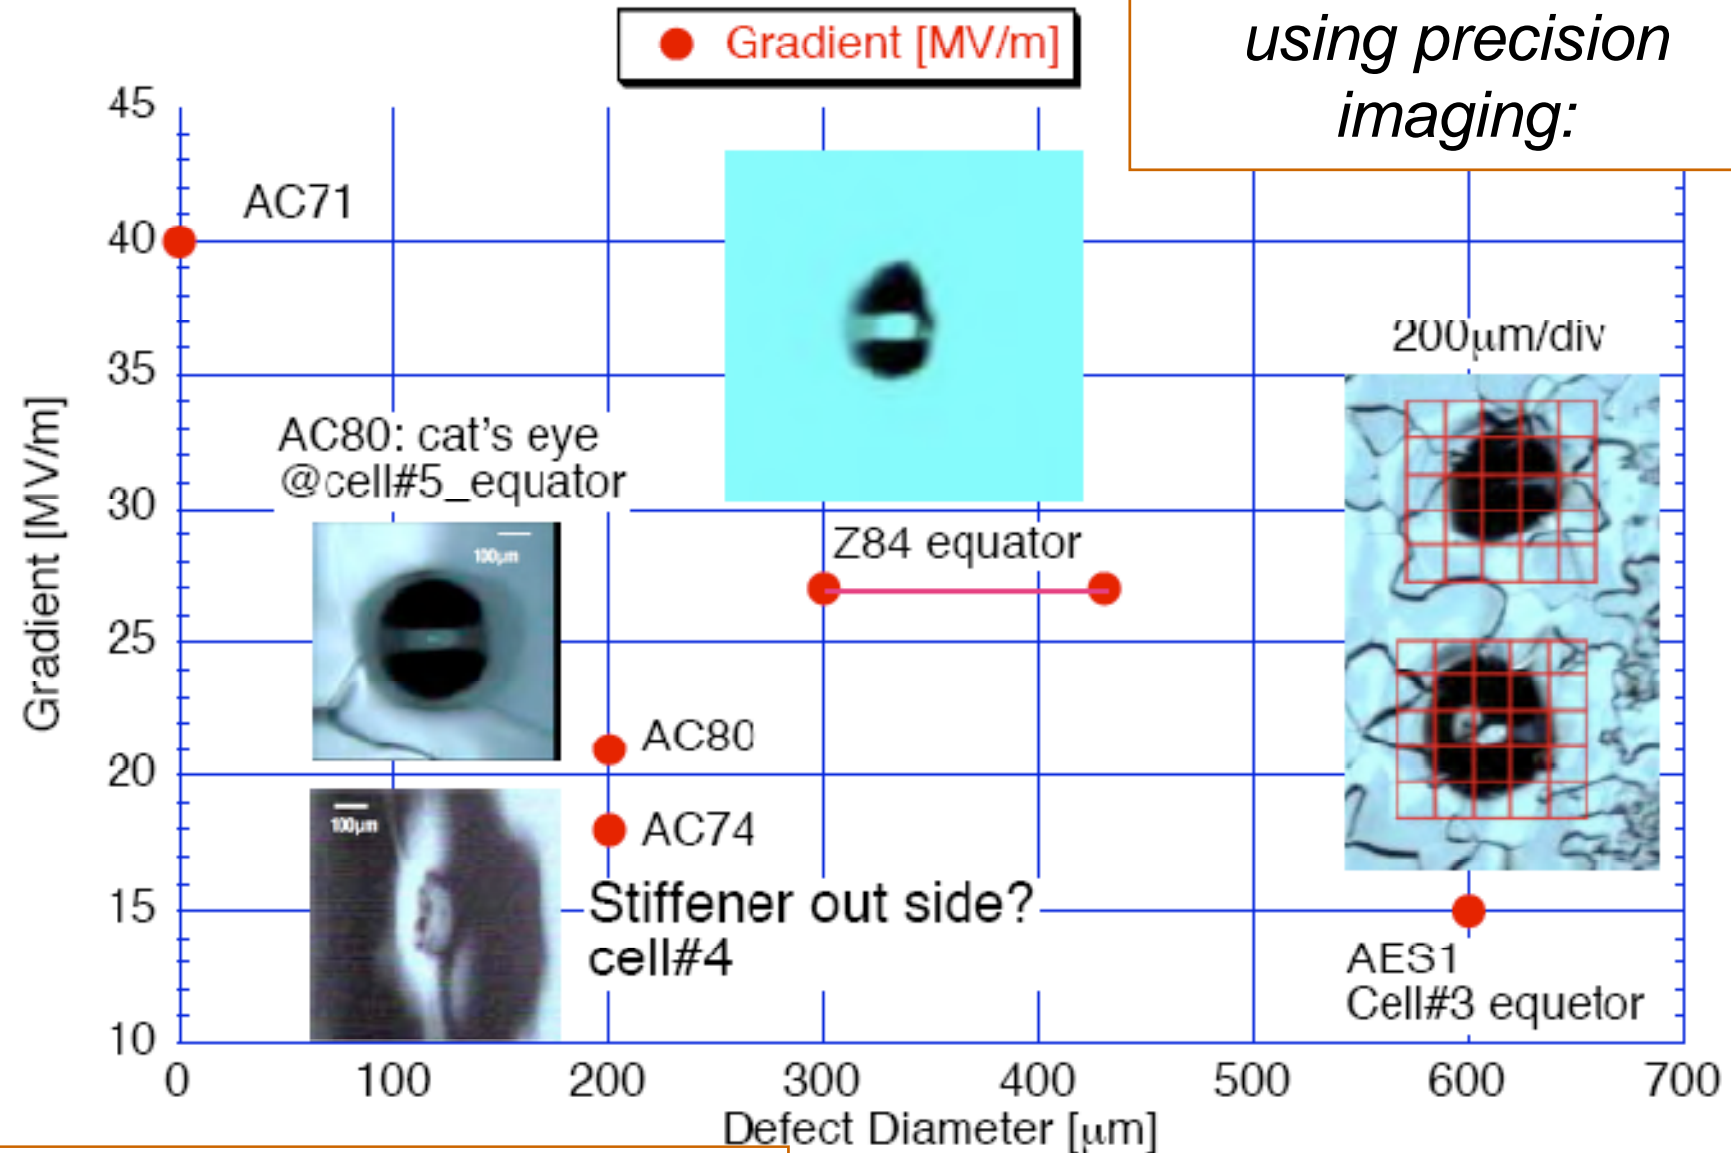 Gradient [MV/m]
using precision
imaging:
45
40
35
30
25
20
15
10
Gradient [MV/m]
AC71
200μm/div
AC80: cat's eye
@cell#5_equator
100μm
Z84 equator
AC80
100μm
AC74
Stiffener out side?
cell#4
AES1
Cell#3 equetor
0 100 200 300 400 500 600 700
Defect Diameter [μm]